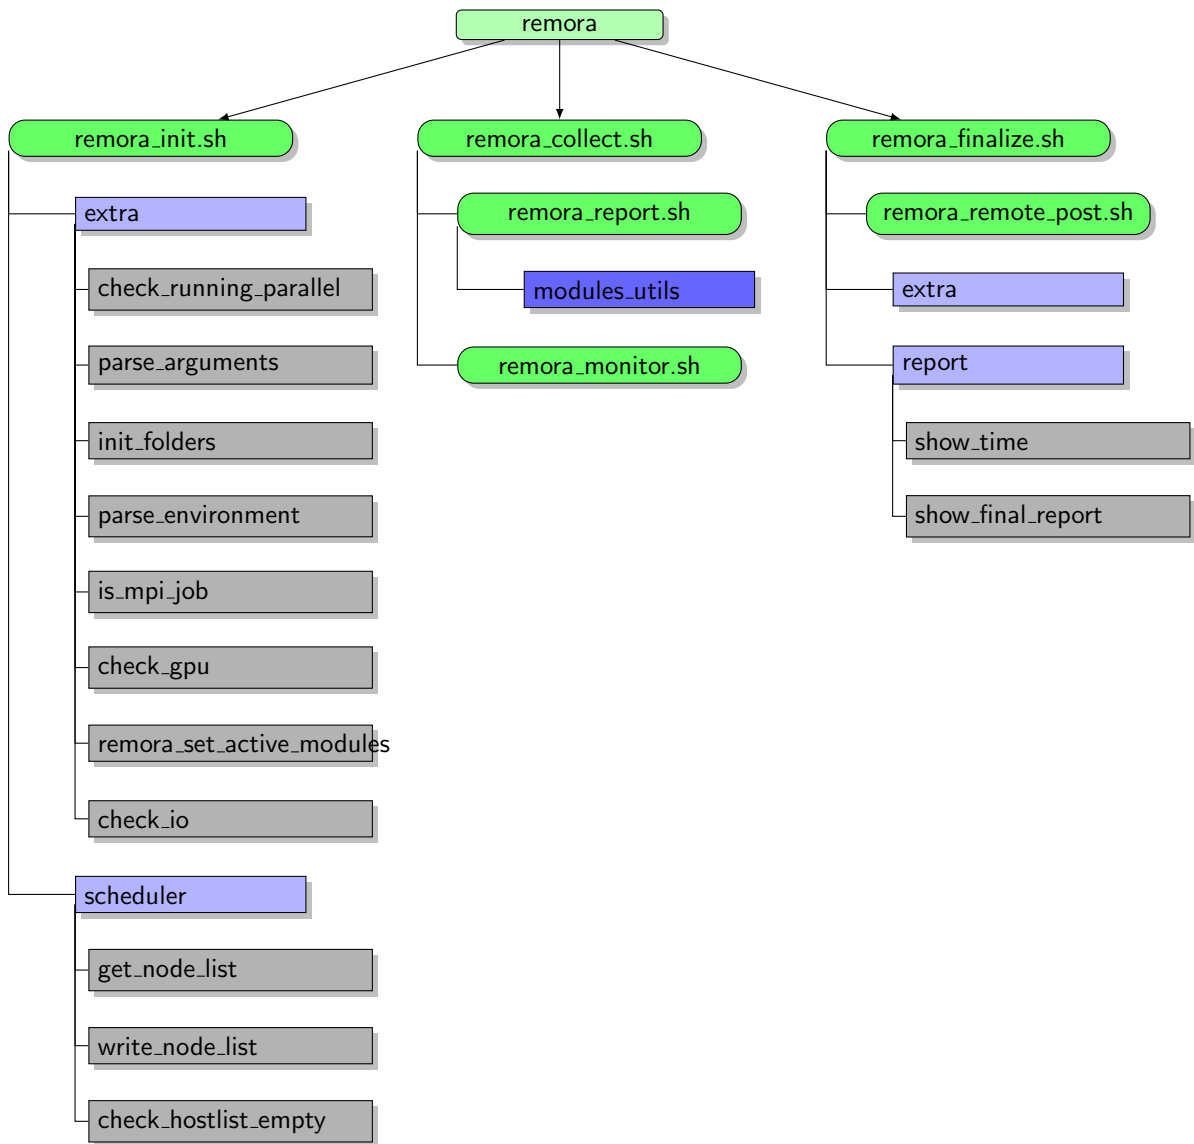 remora
remora_init.sh
extra
check_running_parallel
parse_arguments
init_folders
parse_environment
is_mpi_job
check_gpu
remora_set_active_modules
check_io
scheduler
get_node_list
write_node_list
check_hostlist_empty
remora_collect.sh
remora_report.sh
modules_utils
remora_monitor.sh
remora_finalize.sh
remora_remote_post.sh
extra
report
show_time
show_final_report